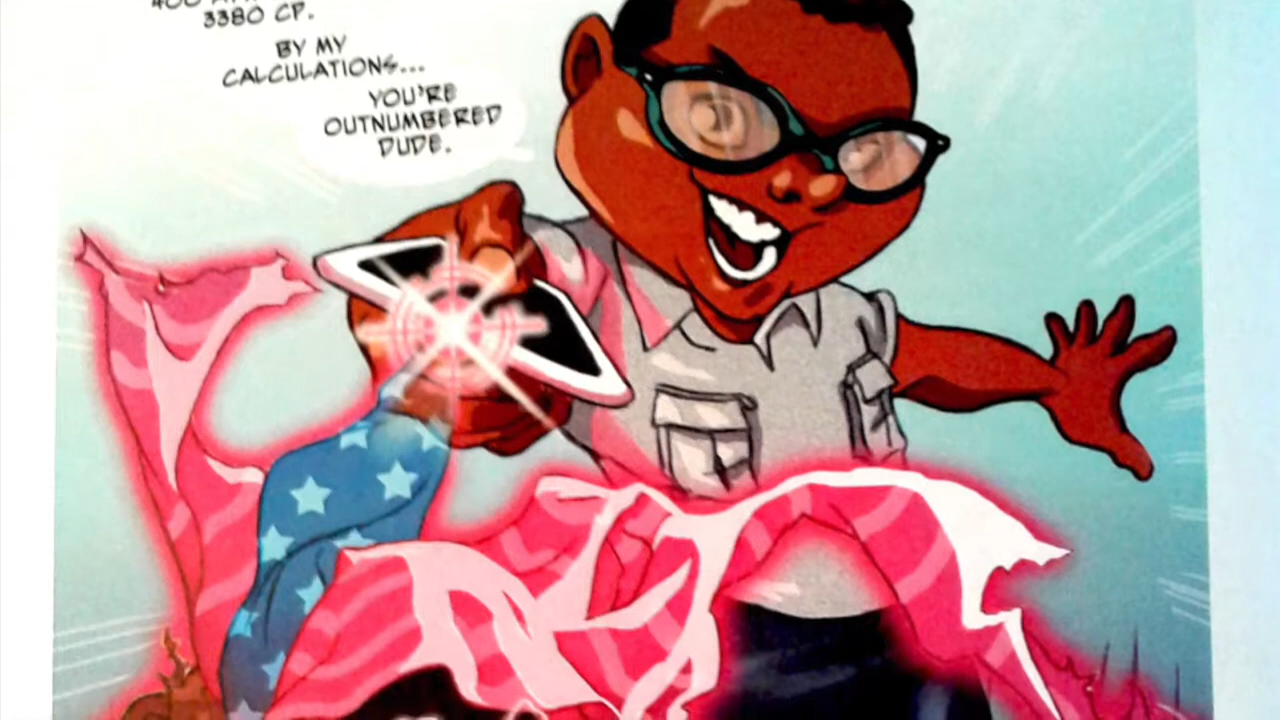 3380 CP.
BY MY
CALCULATIONS...
YOU'RE
OUTNUMBERED
DUDE.